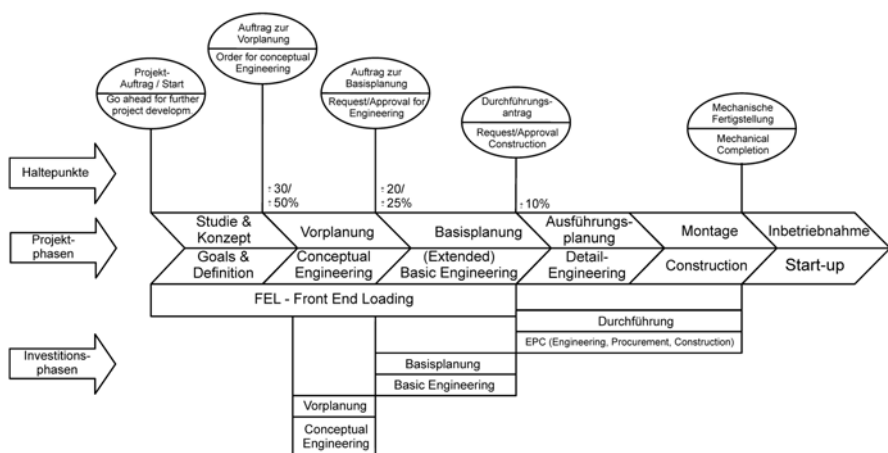 Projekt-
Auftrag / Start
Go ahead for further
project developm.
Auftrag zur
Vorplanung
Order for conceptual
Engineering
Auftrag zur
Basisplanung
Request/Approval for
Engineering
Durchführungs-
antrag
Request/Approval
Construction
Mechanische
Fertigstellung
Mechanical
Completion
Haltepunkte
30/
50%
20/
25%
10%
Projekt-
phasen
Studie &
Konzept
Vorplanung
Basisplanung
Ausführungs-
planung
Montage
Inbetriebnahme
Goals &
Definition
Conceptual
Engineering
(Extended)
Basic Engineering
Detail-
Engineering
Construction
Start-up
FEL - Front End Loading
Investitions-
phasen
Durchführung
EPC (Engineering, Procurement, Construction)
Basisplanung
Basic Engineering
Vorplanung
Conceptual
Engineering